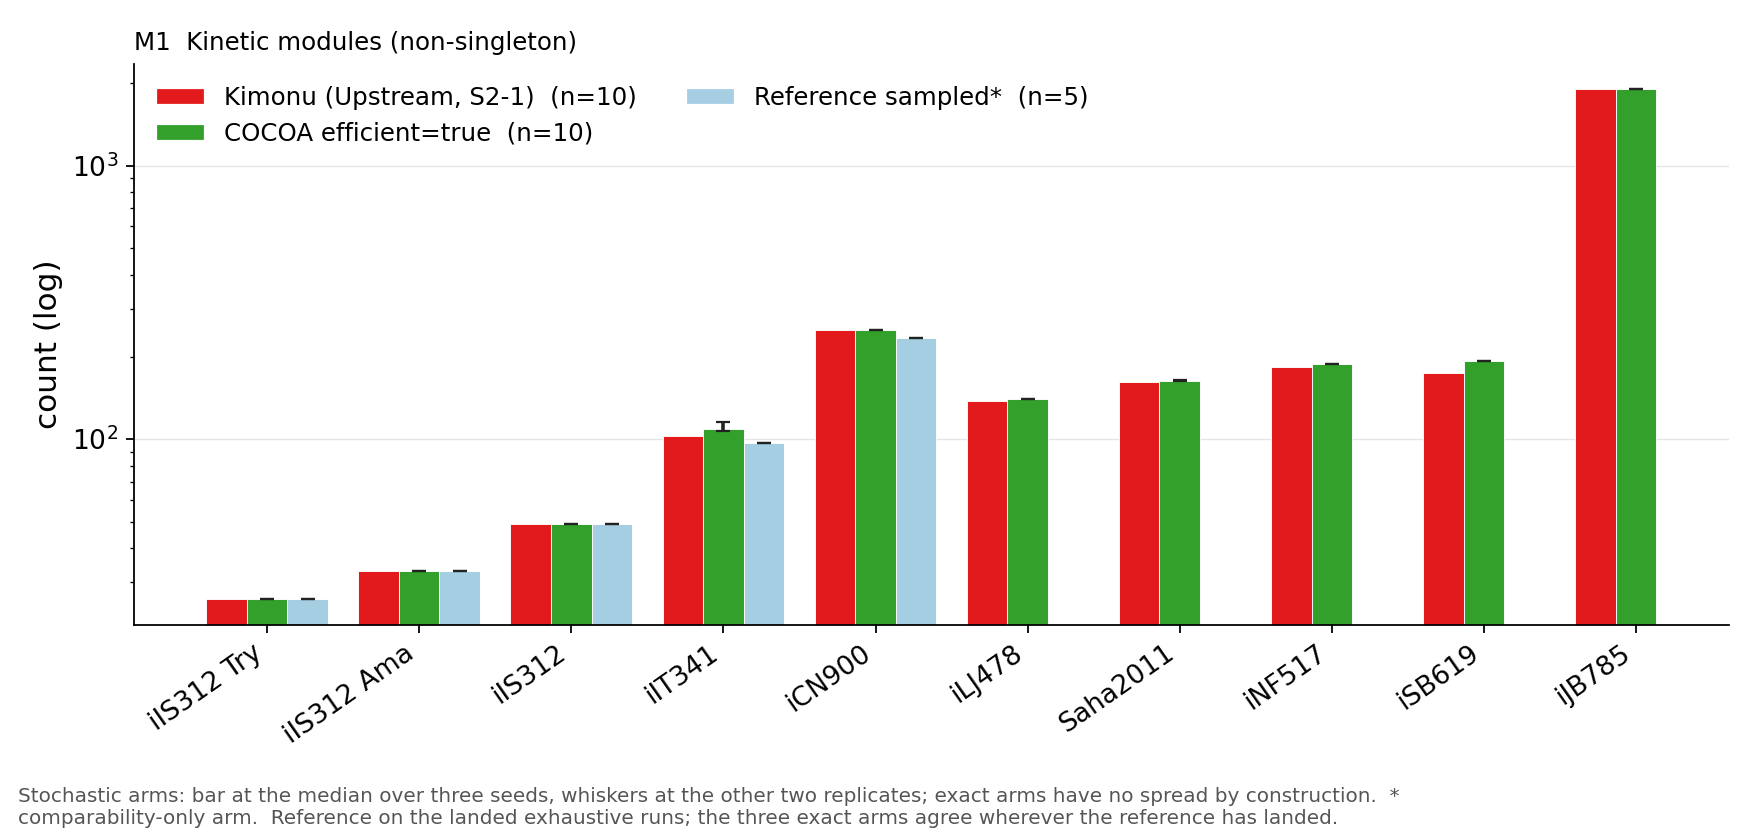 M1 Kinetic modules (non-singleton)
Kimonu (Upstream, S2-1) (n=10)
COCOA efficient=true (n=10)
Reference sampled* (n=5)
count (log)
10³
10²
iIS312 Try
iIS312 Ama
iIS312
iIT341
iCN900
iLJ478
Saha2011
iNF517
iSB619
iJB785
Stochastic arms: bar at the median over three seeds, whiskers at the other two replicates; exact arms have no spread by construction. *
comparability-only arm. Reference on the landed exhaustive runs; the three exact arms agree wherever the reference has landed.